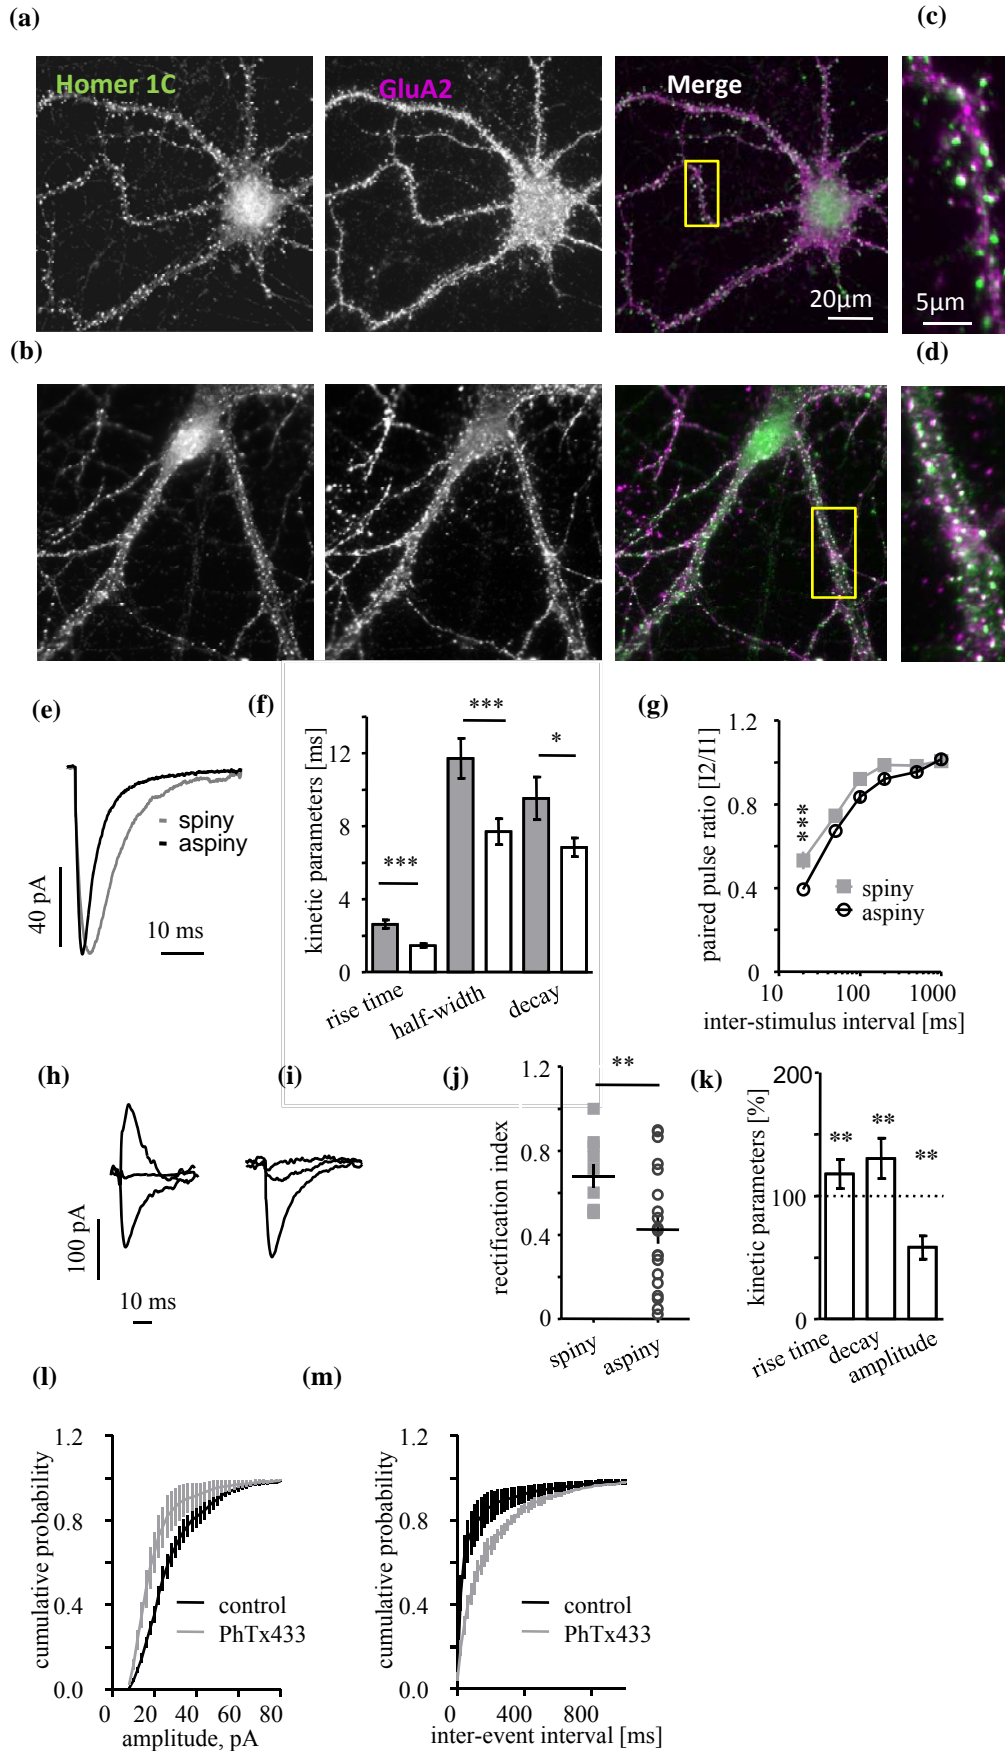 (a)
(c)
Homer 1C
GluA2
Merge
20μm
5μm
(b)
(d)
(e)
spiny
aspiny
40 pA
10 ms
(f)
kinetic parameters [ms]
12
8
4
0
***
***
*
rise time
half-width
decay
(g)
paired pulse ratio [I2/I1]
1.2
0.8
0.4
0
***
spiny
aspiny
10
100
1000
inter-stimulus interval [ms]
(h)
(i)
100 pA
10 ms
(j)
rectification index
1.2
0.8
0.4
0
**
spiny
aspiny
(k)
kinetic parameters [%]
200
100
0
**
**
**
rise time
decay
amplitude
(l)
cumulative probability
1.2
0.8
0.4
0.0
control
PhTx433
0
20
40
60
80
amplitude, pA
(m)
cumulative probability
1.2
0.8
0.4
0.0
control
PhTx433
0
400
800
inter-event interval [ms]